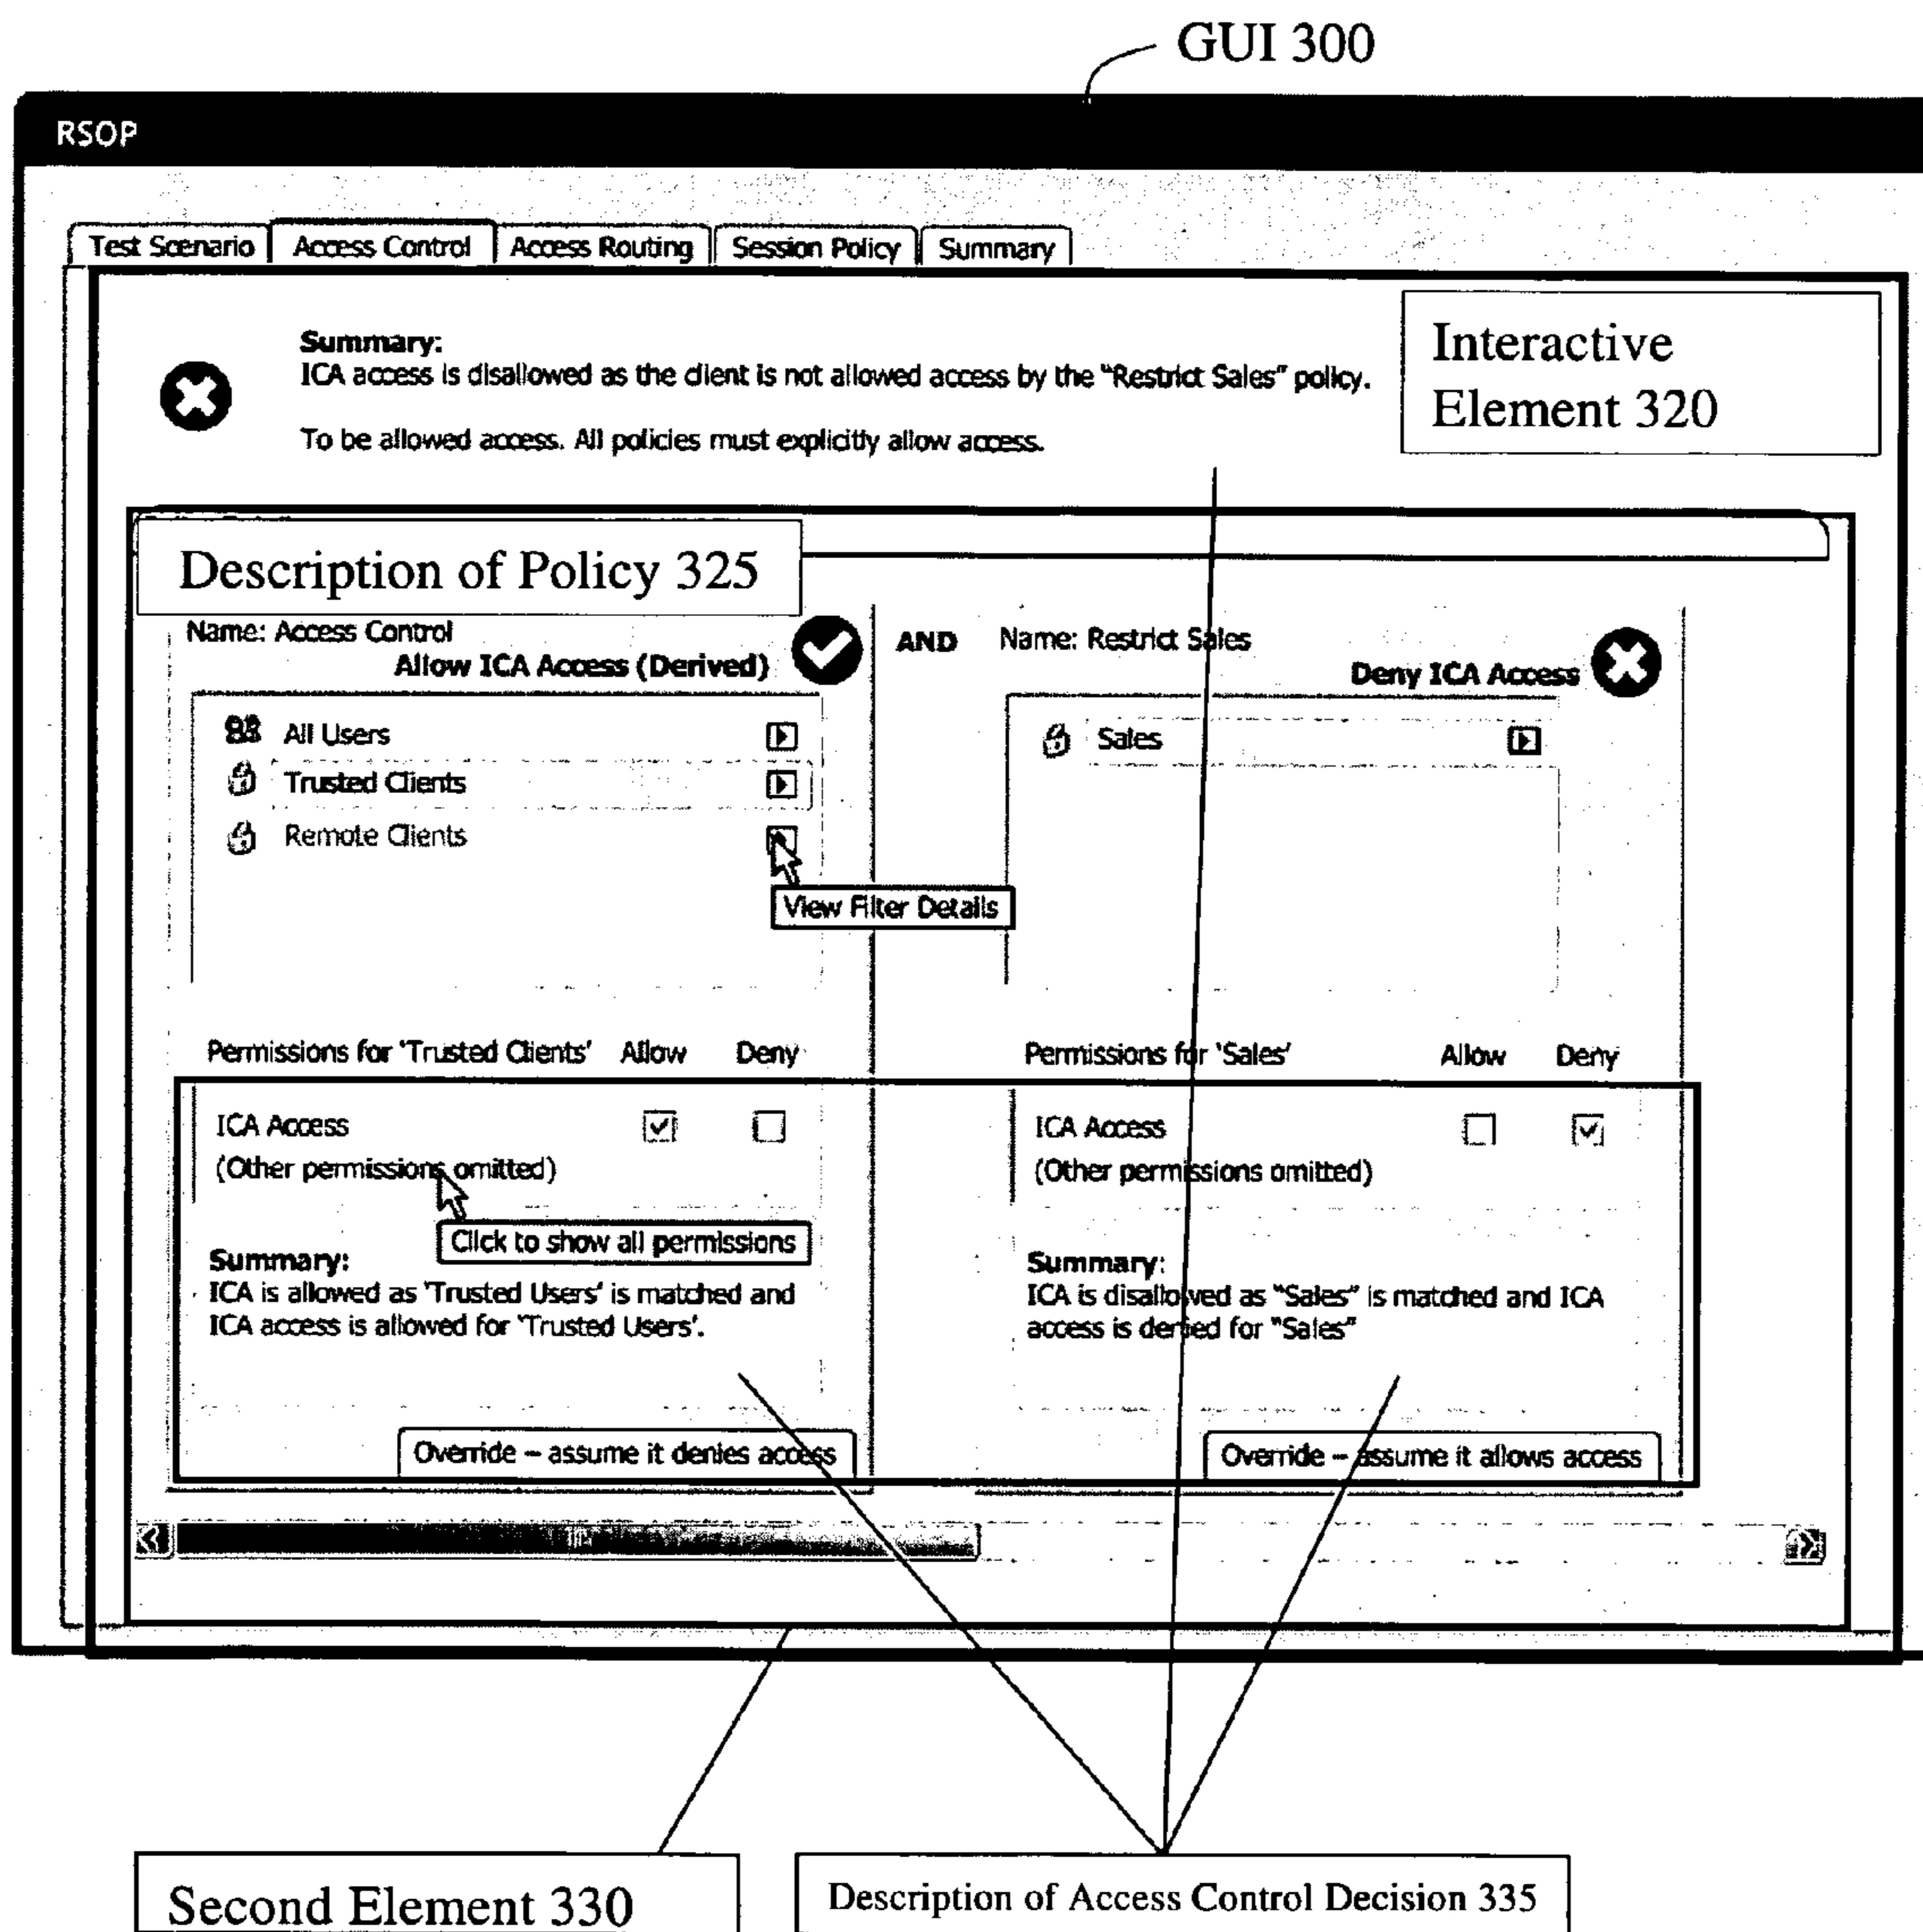 GUI 300
RSOP
Test Scenario
Access Control
Access Routing
Session Policy
Summary
Summary:
ICA access is disallowed as the client is not allowed access by the "Restrict Sales" policy.
To be allowed access. All policies must explicitly allow access.
Interactive
Element 320
Description of Policy 325
Name: Access Control
Allow ICA Access (Derived)
All Users
Trusted Clients
Remote Clients
View Filter Details
Permissions for 'Trusted Clients' Allow Deny
ICA Access
(Other permissions omitted)
Click to show all permissions
Summary:
ICA is allowed as 'Trusted Users' is matched and
ICA access is allowed for 'Trusted Users'.
Override – assume it denies access
AND
Name: Restrict Sales
Deny ICA Access
Sales
Permissions for 'Sales' Allow Deny
ICA Access
(Other permissions omitted)
Summary:
ICA is disallowed as "Sales" is matched and ICA
access is denied for "Sales"
Override – assume it allows access
Second Element 330
Description of Access Control Decision 335